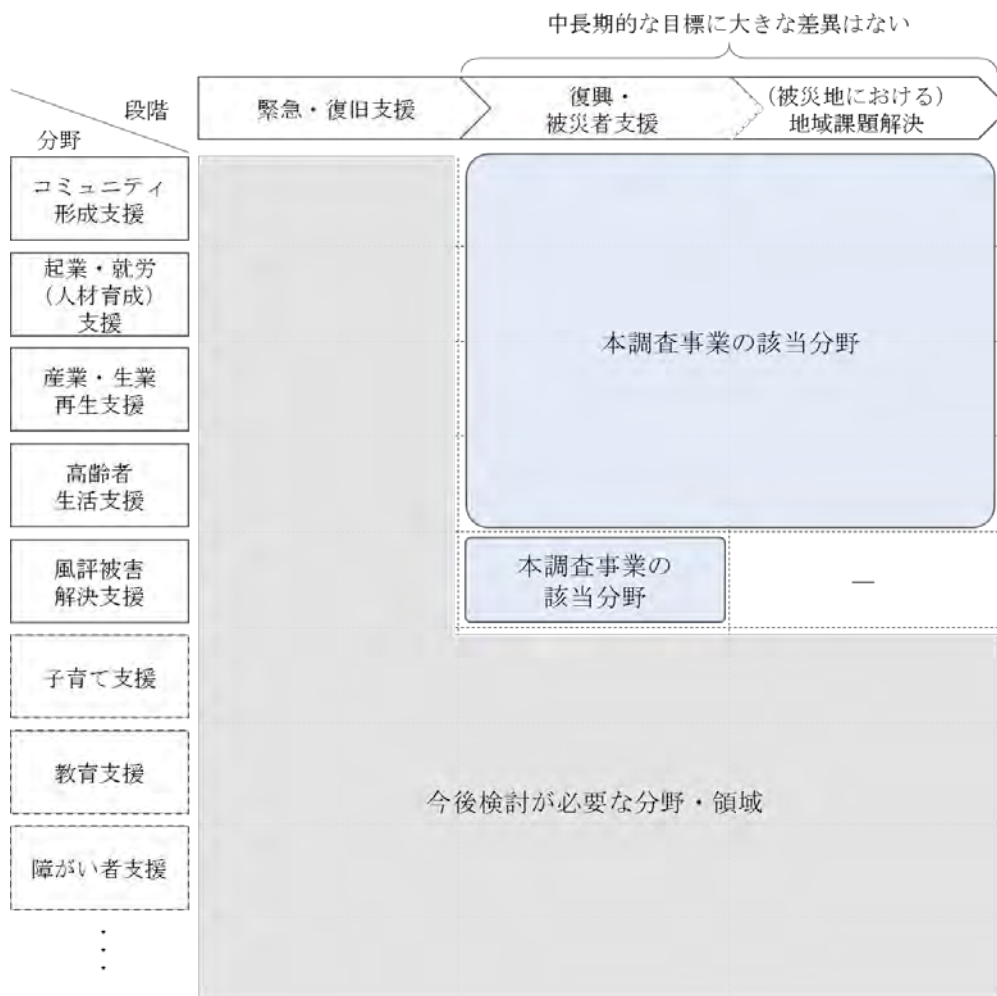 中長期的な目標に大きな差異はない
段階
分野
緊急・復旧支援
復興・
被災者支援
(被災地における)
地域課題解決
コミュニティ
形成支援
起業・就労
(人材育成)
支援
産業・生業
再生支援
高齢者
生活支援
風評被害
解決支援
子育て支援
教育支援
障がい者支援
・
・
・
本調査事業の該当分野
本調査事業の
該当分野
―
今後検討が必要な分野・領域